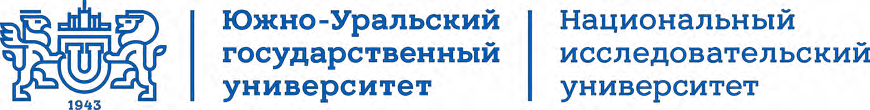 1943
Южно-Уральский
государственный
университет
Национальный
исследовательский
университет